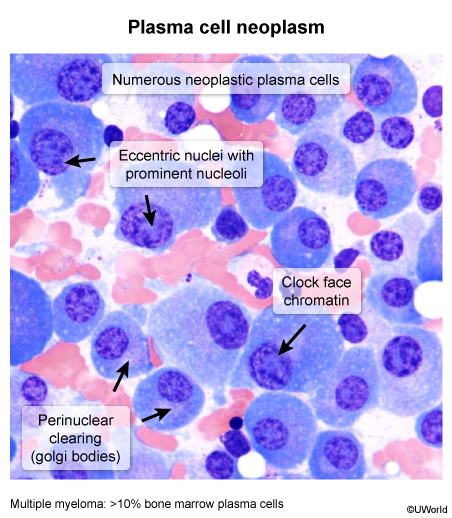 Plasma cell neoplasm
Numerous neoplastic plasma cells
Eccentric nuclei with
prominent nucleoli
Clock face
chromatin
Perinuclear
clearing
(golgi bodies)
Multiple myeloma: >10% bone marrow plasma cells
©UWorld